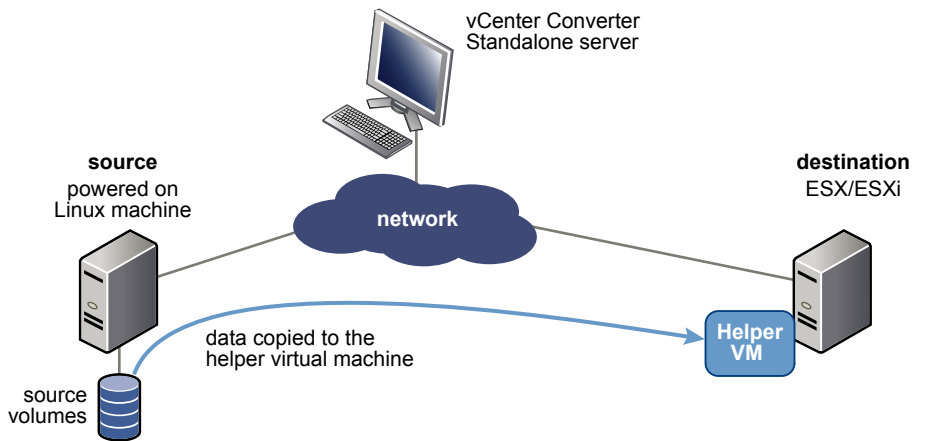 vCenter Converter
Standalone server
source
powered on
Linux machine
destination
ESX/ESXi
network
data copied to the
helper virtual machine
Helper
VM
source
volumes